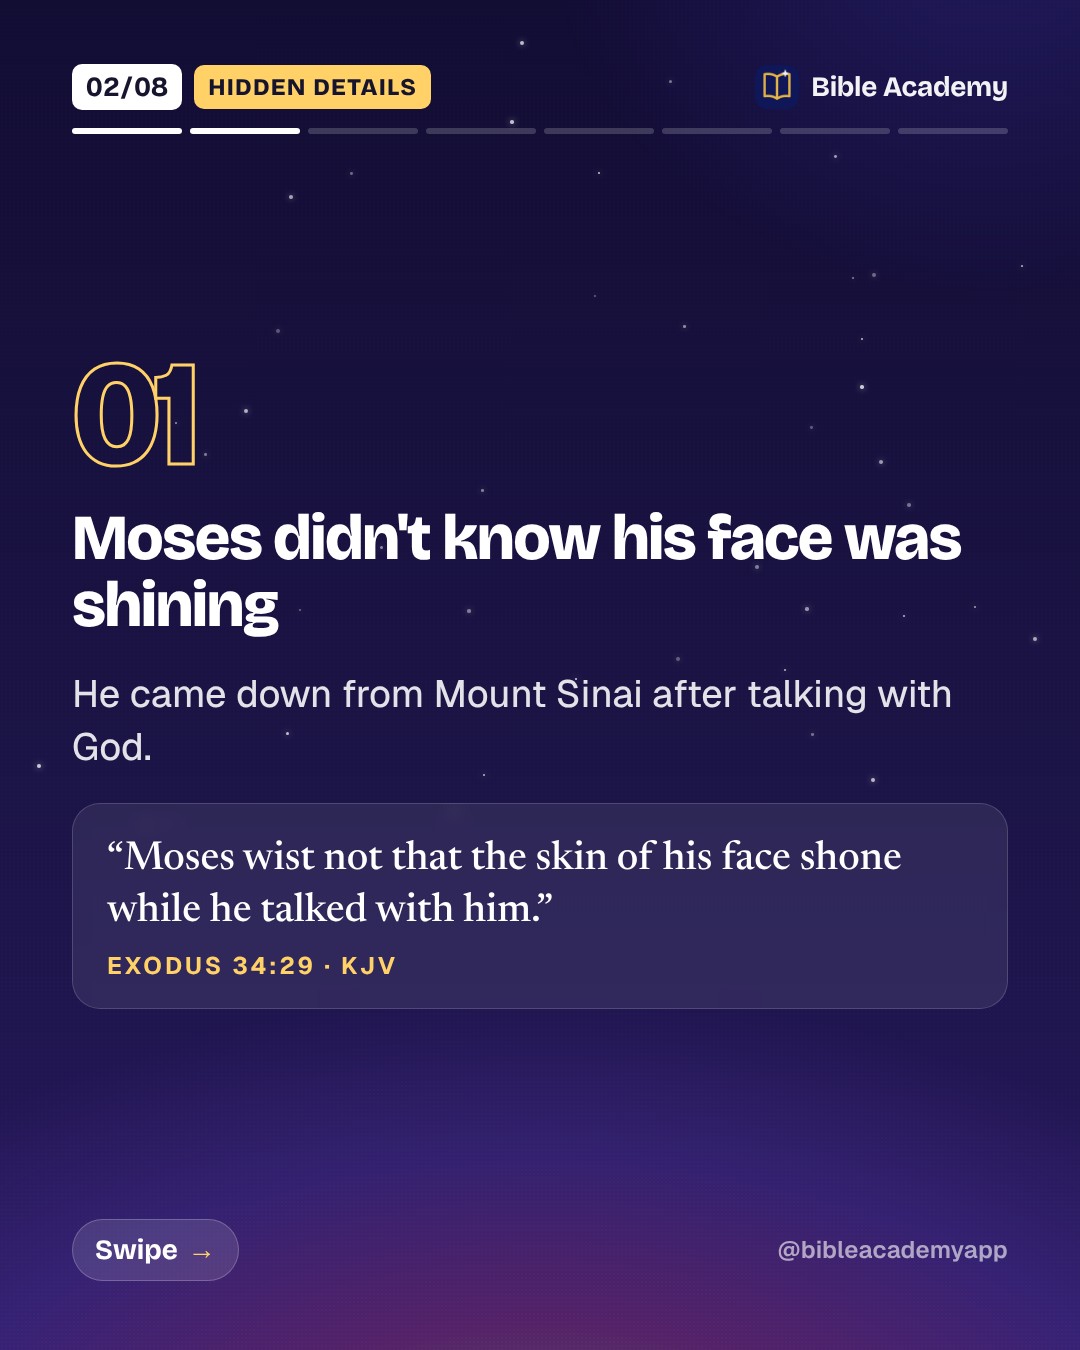 02/08 HIDDEN DETAILS
Bible Academy
01
Moses didn't know his face was
shining
He came down from Mount Sinai after talking with
God.
“Moses wist not that the skin of his face shone
while he talked with him.”
EXODUS 34:29 · KJV
Swipe →
@bibleacademyapp